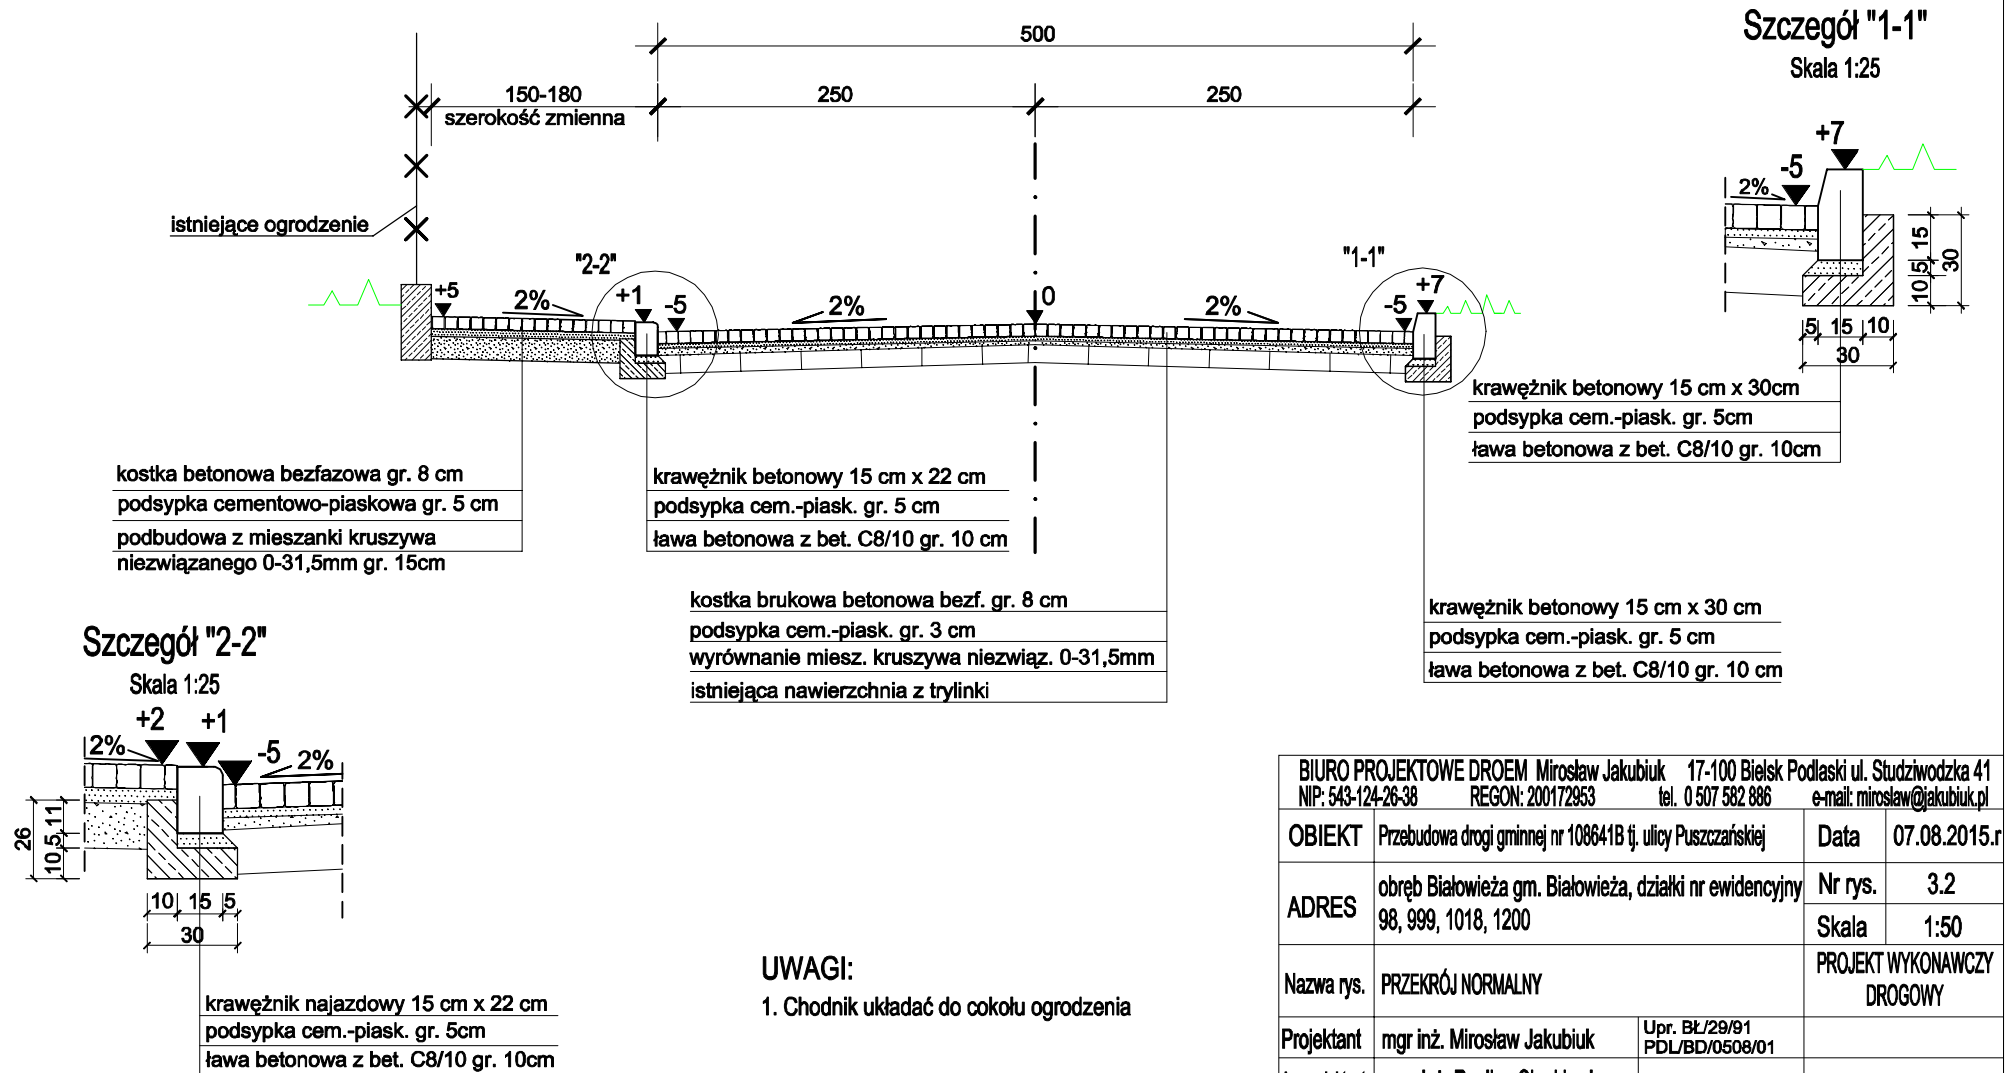 500
150-180
szerokość zmienna
250
250
istniejące ogrodzenie
"2-2"
"1-1"
+5
2%
+1
-5
2%
0
2%
-5
+7
kostka betonowa bezfazowa gr. 8 cm
podsypka cementowo-piaskowa gr. 5 cm
podbudowa z mieszanki kruszywa
niezwiązanego 0-31,5mm gr. 15cm
krawężnik betonowy 15 cm x 22 cm
podsypka cem.-piask. gr. 5 cm
ława betonowa z bet. C8/10 gr. 10 cm
kostka brukowa betonowa bezf. gr. 8 cm
podsypka cem.-piask. gr. 3 cm
wyrównanie miesz. kruszywa niezwiąz. 0-31,5mm
istniejąca nawierzchnia z trylinki
krawężnik betonowy 15 cm x 30 cm
podsypka cem.-piask. gr. 5 cm
ława betonowa z bet. C8/10 gr. 10 cm
Szczegół "1-1"
Skala 1:25
+7
-5
2%
15
5
10
30
5
15
10
30
krawężnik betonowy 15 cm x 30cm
podsypka cem.-piask. gr. 5cm
ława betonowa z bet. C8/10 gr. 10cm
Szczegół "2-2"
Skala 1:25
+2
+1
2%
-5
2%
11
5
10
26
10
15
5
30
krawężnik najazdowy 15 cm x 22 cm
podsypka cem.-piask. gr. 5cm
ława betonowa z bet. C8/10 gr. 10cm
UWAGI:
1. Chodnik układać do cokołu ogrodzenia
BIURO PROJEKTOWE DROEM Mirosław Jakubiuk 17-100 Bielsk Podlaski ul. Studziwodzka 41
NIP: 543-124-26-38 REGON: 200172953 tel. 0 507 582 886 e-mail: miroslaw@jakubiuk.pl
OBIEKT Przebudowa drogi gminnej nr 108641B tj. ulicy Puszczańskiej Data 07.08.2015.r
ADRES obręb Białowieża gm. Białowieża, działki nr ewidencyjny
98, 999, 1018, 1200
Nr rys. 3.2
Skala 1:50
Nazwa rys. PRZEKRÓJ NORMALNY
PROJEKT WYKONAWCZY
DROGOWY
Projektant mgr inż. Mirosław Jakubiuk
Upr. BŁ/29/91
PDL/BD/0508/01